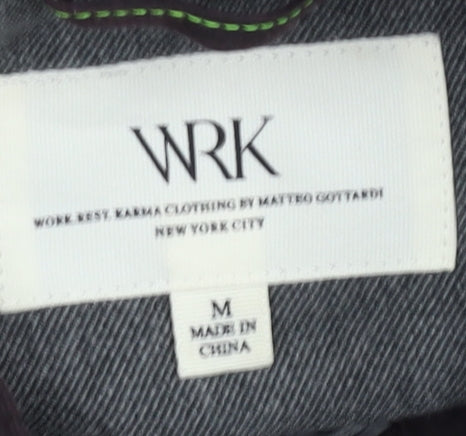 WRK
WORK. REST. KARMA CLOTHING BY MATTEO GOTTARDI
NEW YORK CITY
M
MADE IN
CHINA